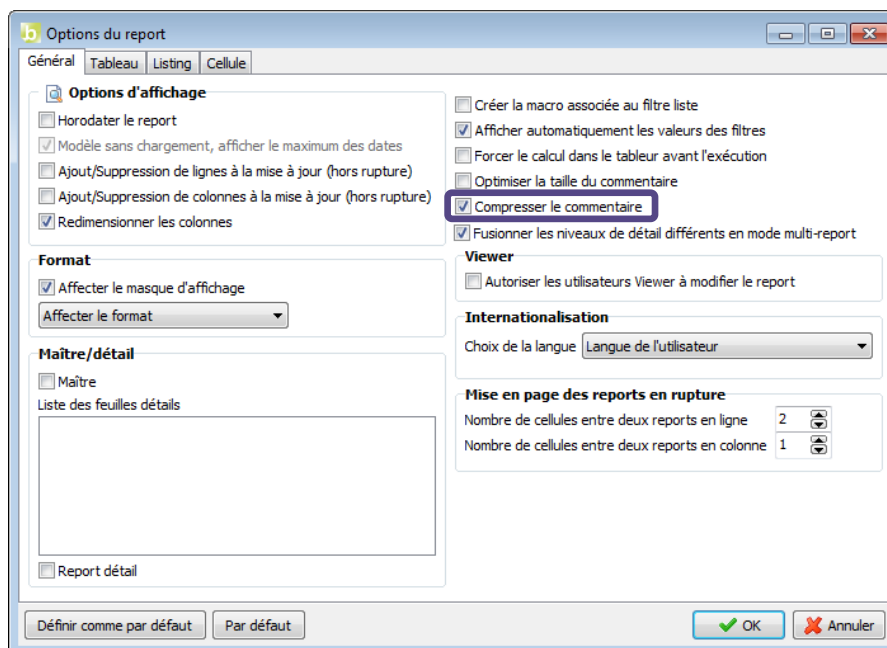 Options du report
Général Tableau Listing Cellule
Options d'affichage
Horodater le report
Modèle sans chargement, afficher le maximum des dates
Ajout/Suppression de lignes à la mise à jour (hors rupture)
Ajout/Suppression de colonnes à la mise à jour (hors rupture)
Redimensionner les colonnes
Format
Affecter le masque d'affichage
Affecter le format
Maître/détail
Maître
Liste des feuilles détails
Report détail
Créer la macro associée au filtre liste
Afficher automatiquement les valeurs des filtres
Forcer le calcul dans le tableur avant l'exécution
Optimiser la taille du commentaire
Compresser le commentaire
Fusionner les niveaux de détail différents en mode multi-report
Viewer
Autoriser les utilisateurs Viewer à modifier le report
Internationalisation
Choix de la langue Langue de l'utilisateur
Mise en page des reports en rupture
Nombre de cellules entre deux reports en ligne 2
Nombre de cellules entre deux reports en colonne 1
Définir comme par défaut Par défaut OK Annuler